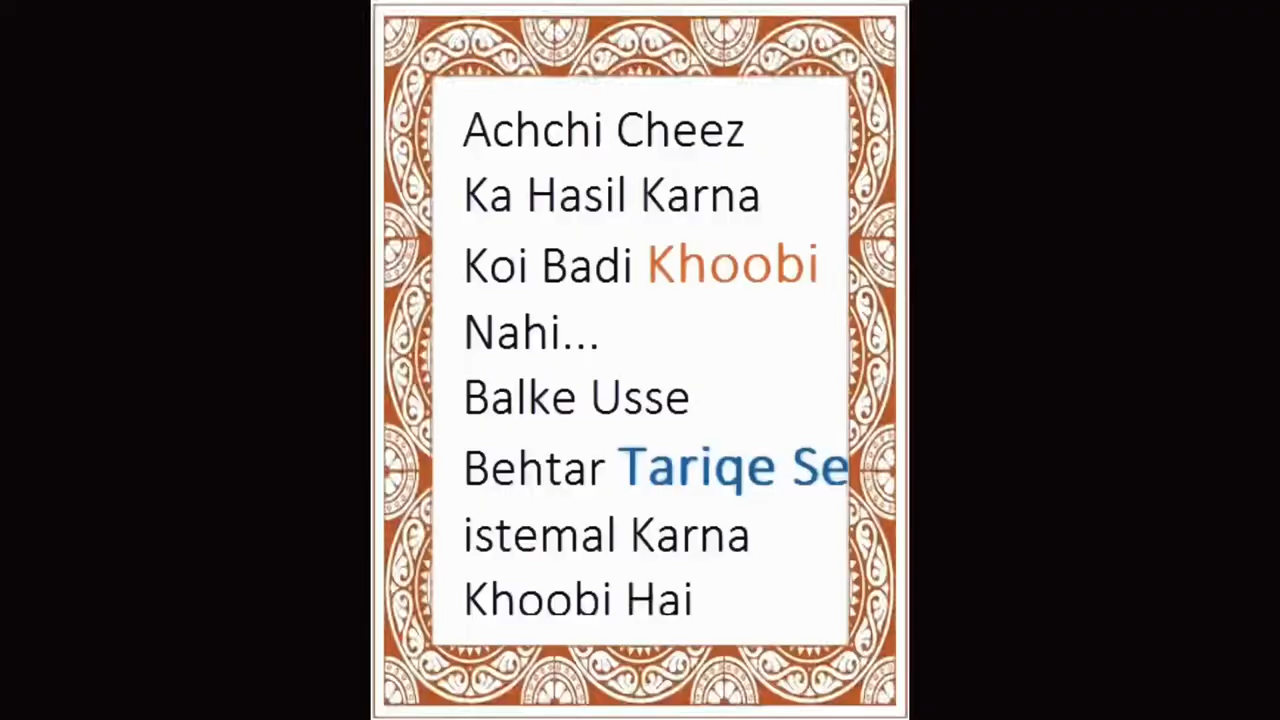 Achchi Cheez
Ka Hasil Karna
Koi Badi Khoobi
Nahi...
Balke Usse
Behtar Tariqe Se
istemal Karna
Khoobi Hai